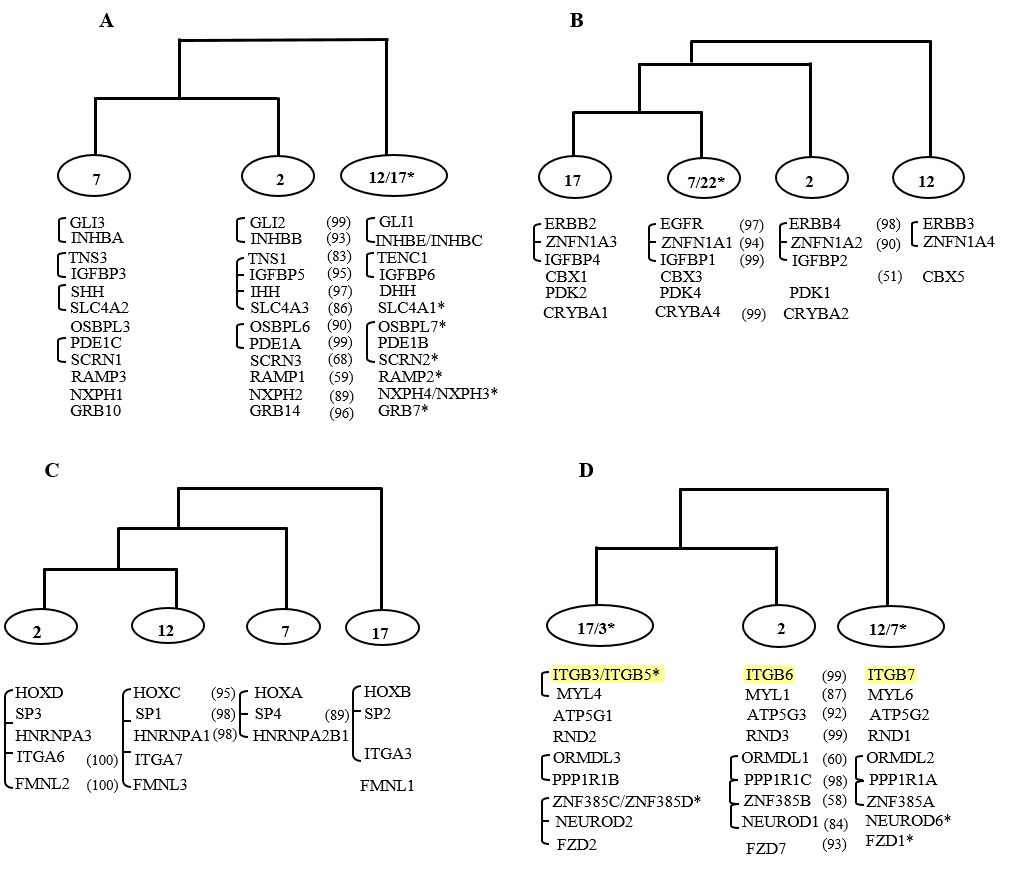 A
7 2 12/17*
GLI3 GLI2 (99) GLI1
INHBA INHBB (93) INHBE/INHBC
TNS3 TNS1 (83) TENC1
IGFBP3 IGFBP5 (95) IGFBP6
SHH IHH (97) DHH
SLC4A2 SLC4A3 (86) SLC4A1*
OSBPL3 OSBPL6 (90) OSBPL7*
PDE1C PDE1A (99) PDE1B
SCRN1 SCRN3 (68) SCRN2*
RAMP3 RAMP1 (59) RAMP2*
NXPH1 NXPH2 (89) NXPH4/NXPH3*
GRB10 GRB14 (96) GRB7*
B
17 7/22* 2 12
ERBB2 EGFR (97) ERBB4 (98) ERBB3
ZNFN1A3 ZNFN1A1 (94) ZNFN1A2 (90) ZNFN1A4
IGFBP4 IGFBP1 (99) IGFBP2
CBX1 CBX3 (51) CBX5
PDK2 PDK4 PDK1
CRYBA1 CRYBA4 (99) CRYBA2
C
2 12 7 17
HOXD HOXC (95) HOXA HOXB
SP3 SP1 (98) SP4 (89) SP2
HNRNPA3 HNRNPA1 (98) HNRNPA2B1
ITGA6 (100) ITGA7 ITGA3
FMNL2 (100) FMNL3 FMNL1
D
17/3* 2 12/7*
ITGB3/ITGB5* ITGB6 (99) ITGB7
MYL4 MYL1 (87) MYL6
ATP5G1 ATP5G3 (92) ATP5G2
RND2 RND3 (99) RND1
ORMDL3 ORMDL1 (60) ORMDL2
PPP1R1B PPP1R1C (98) PPP1R1A
ZNF385C/ZNF385D* ZNF385B (58) ZNF385A
NEUROD2 NEUROD1 (84) NEUROD6*
FZD2 FZD7 (93) FZD1*